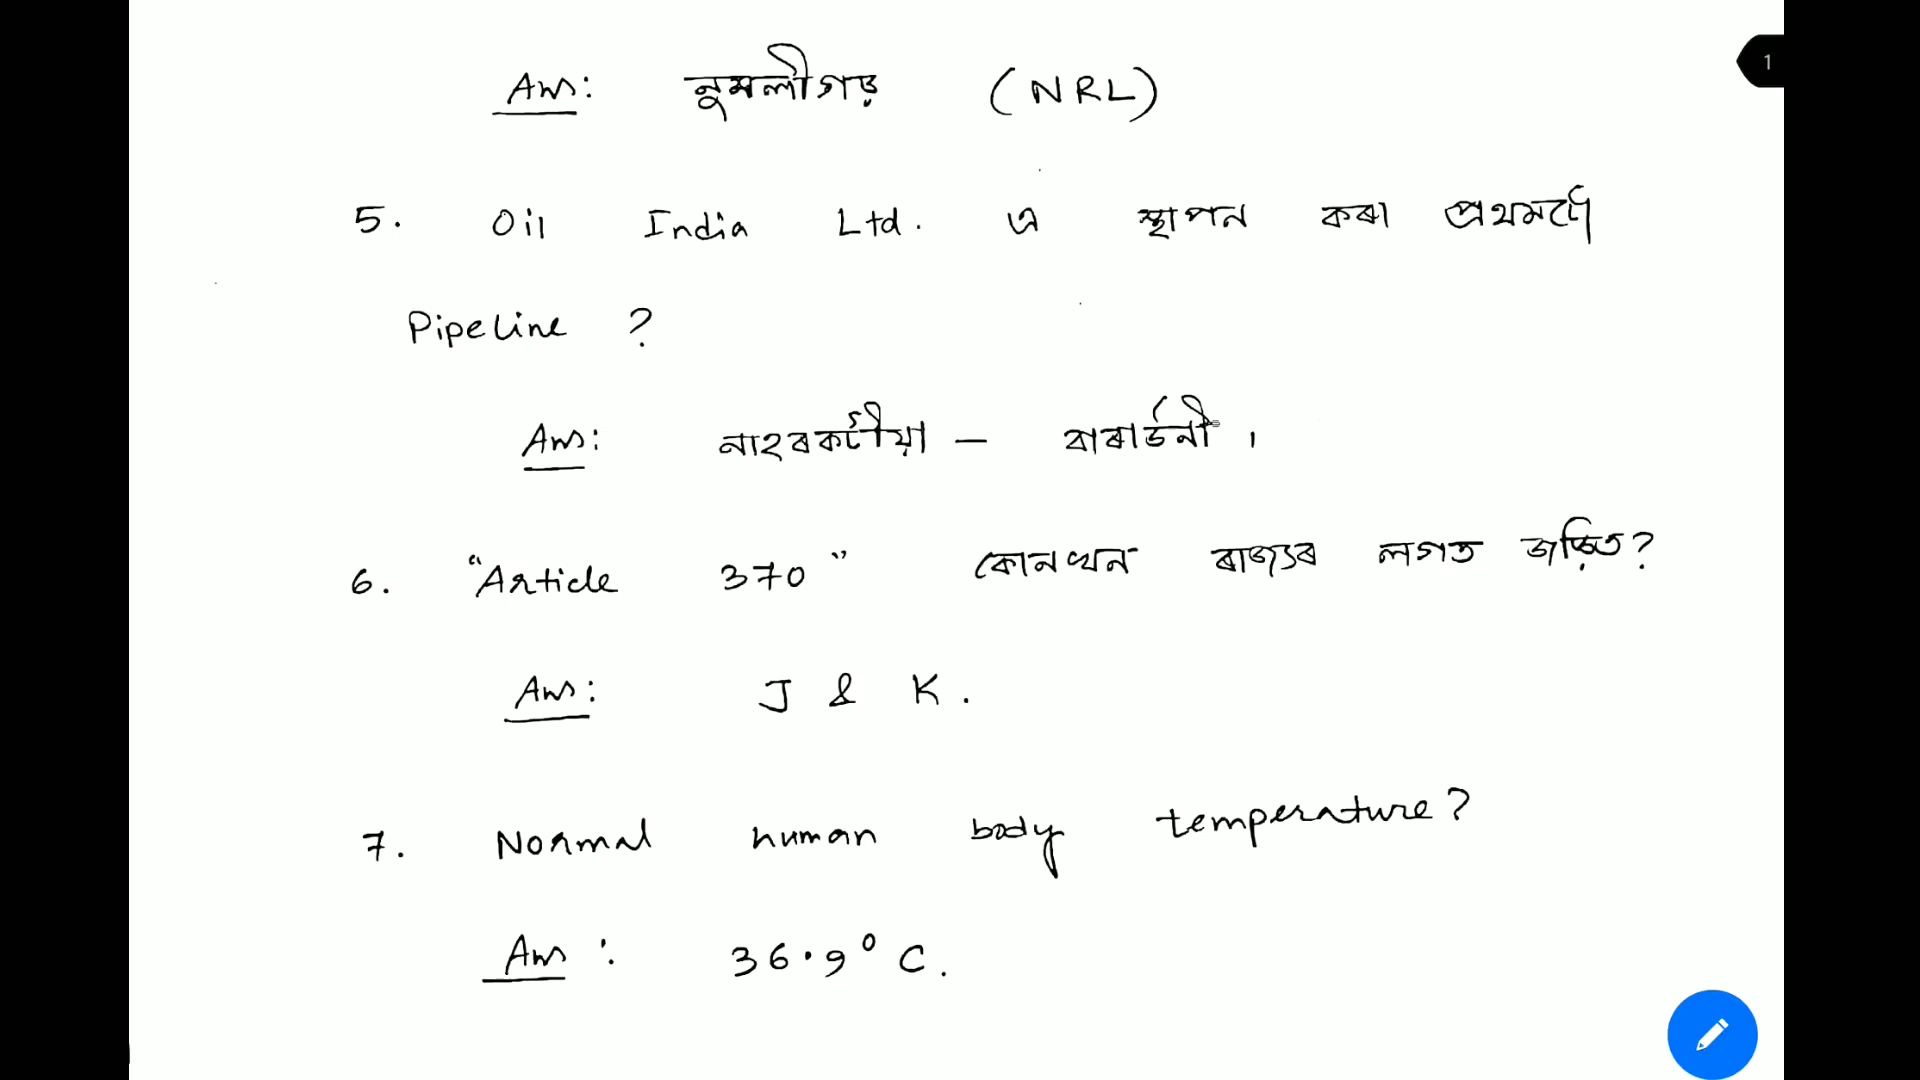 Ans: নুমলীগড় (NRL)
1
5. Oil India Ltd. এ স্থাপন কৰা প্ৰথমটো
Pipeline ?
Ans: নাহৰকটীয়া – বাৰাউনী ।
6. "Article 370" কোনখন ৰাজ্যৰ লগত জড়িত?
Ans: J & K.
7. Normal human body temperature?
Ans: 36.9° C.